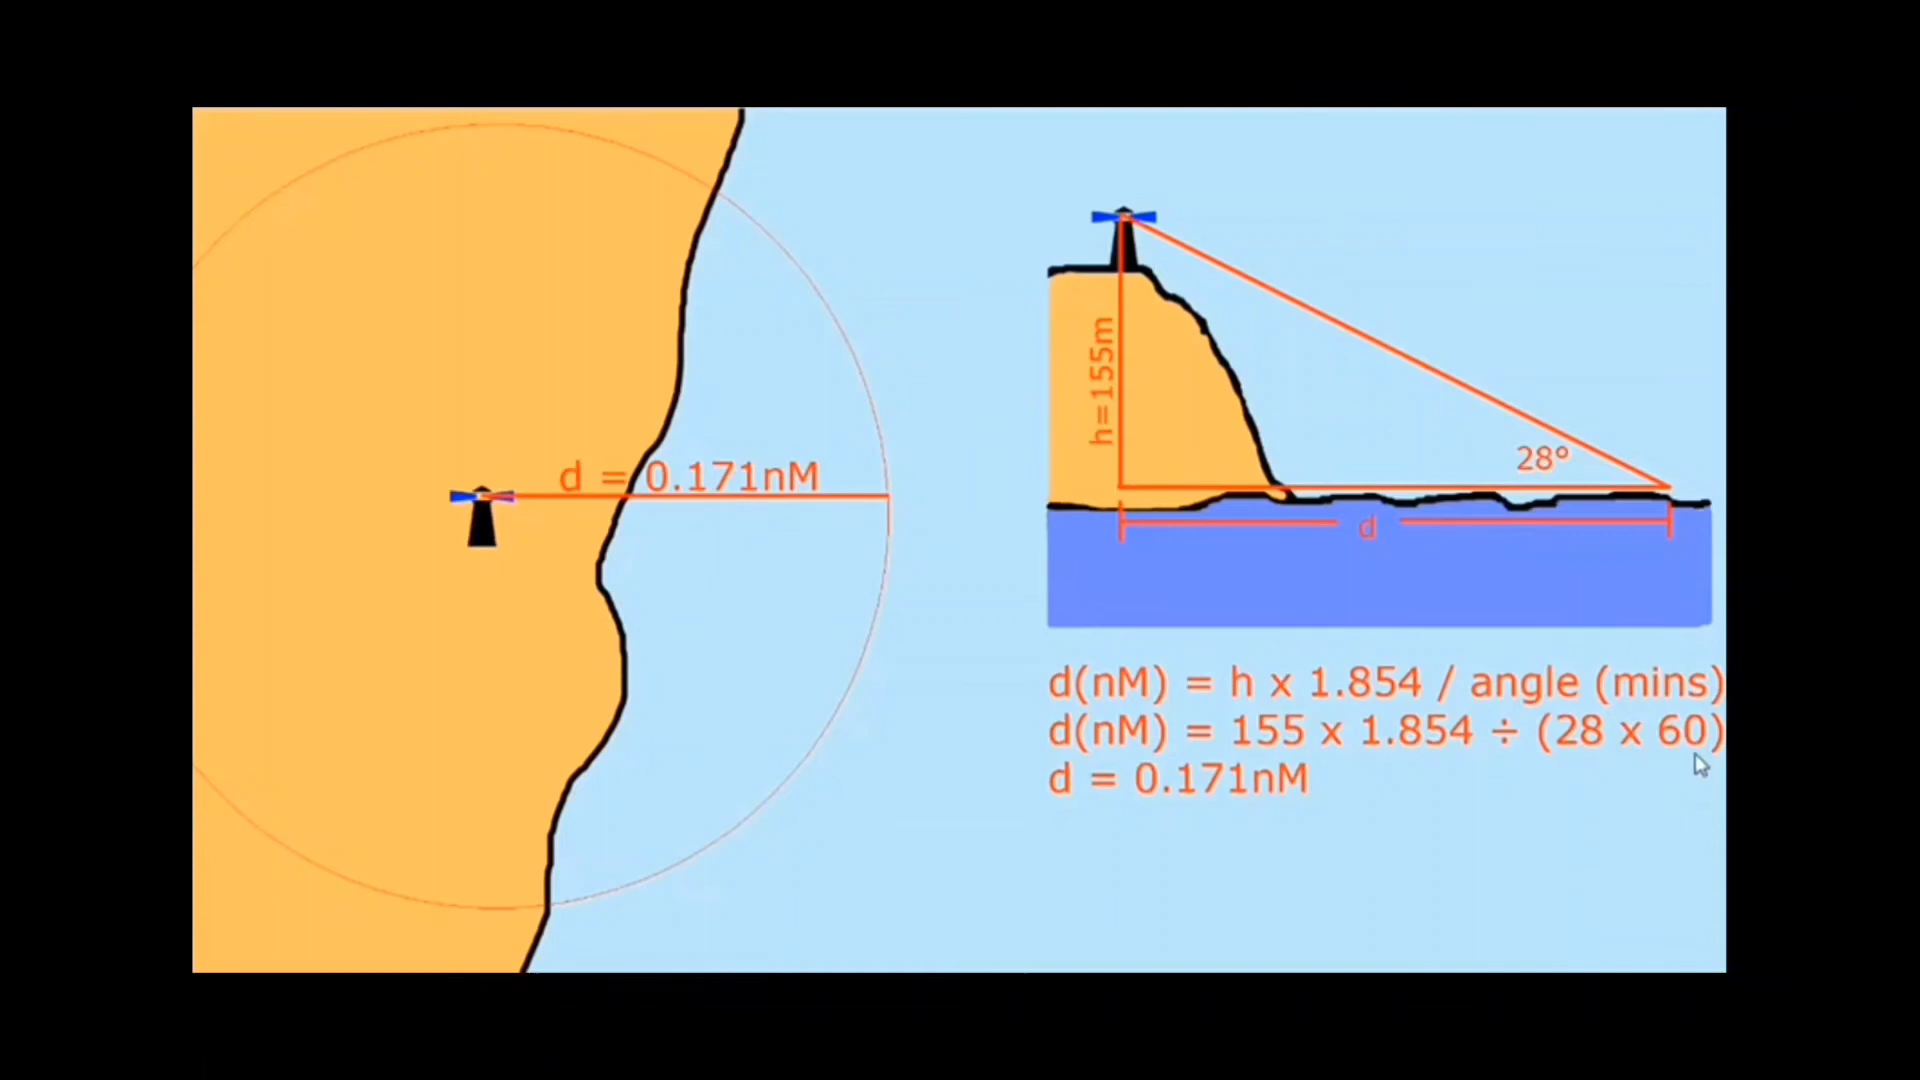 d = 0.171nM
h=155m
28°
d
d(nM) = h x 1.854 / angle (mins)
d(nM) = 155 x 1.854 ÷ (28 x 60)
d = 0.171nM